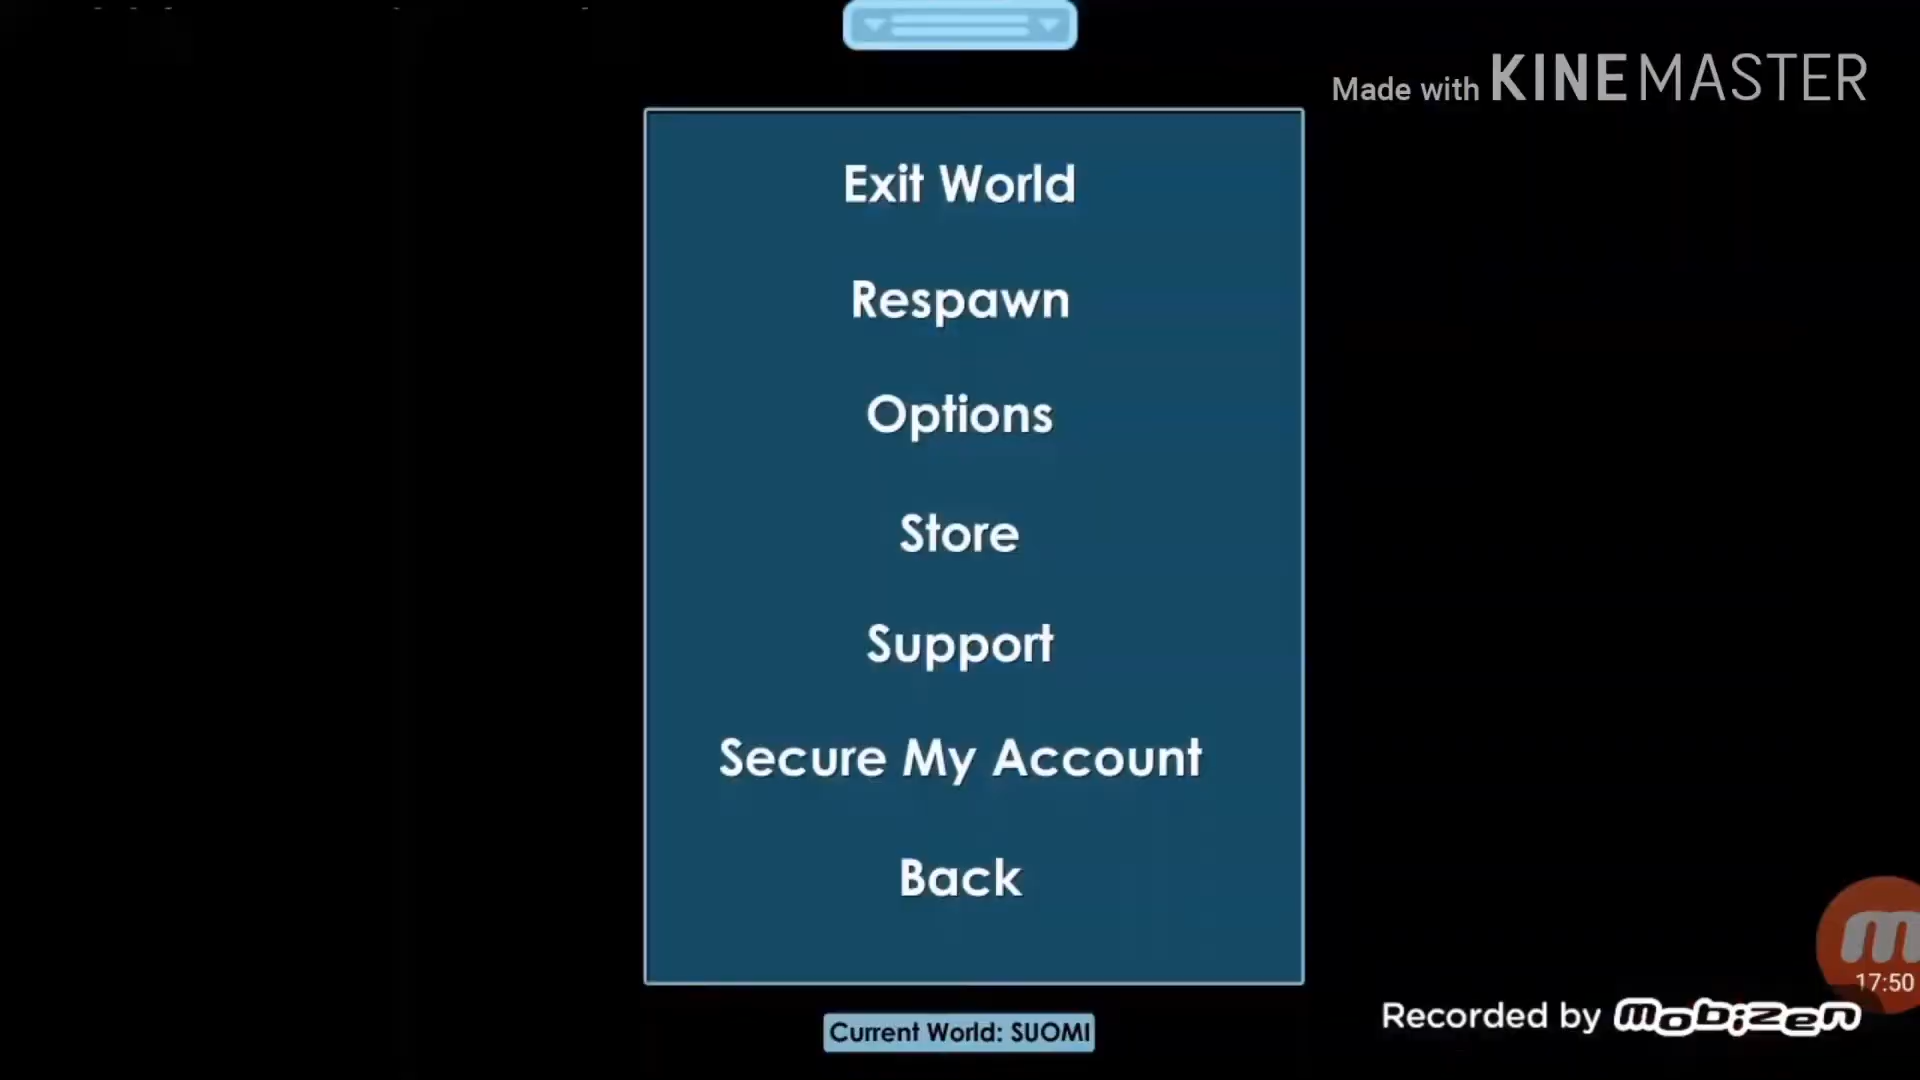 Made with KINEMASTER
Exit World
Respawn
Options
Store
Support
Secure My Account
Back
17:50
Recorded by mobizen
Current World: SUOMI